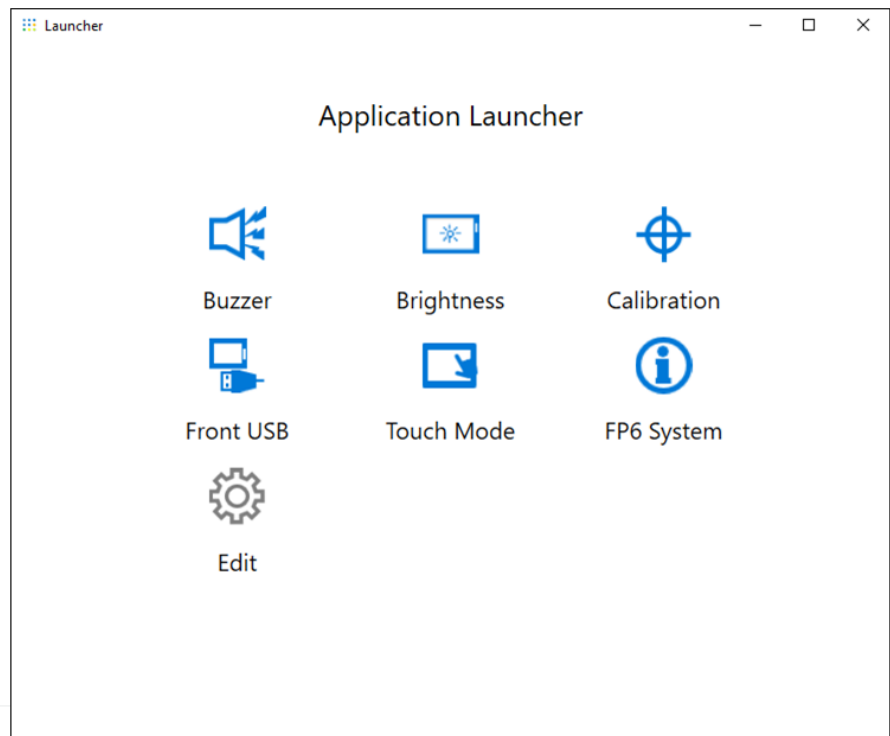 Launcher
Application Launcher
Buzzer Brightness Calibration
Front USB Touch Mode FP6 System
Edit